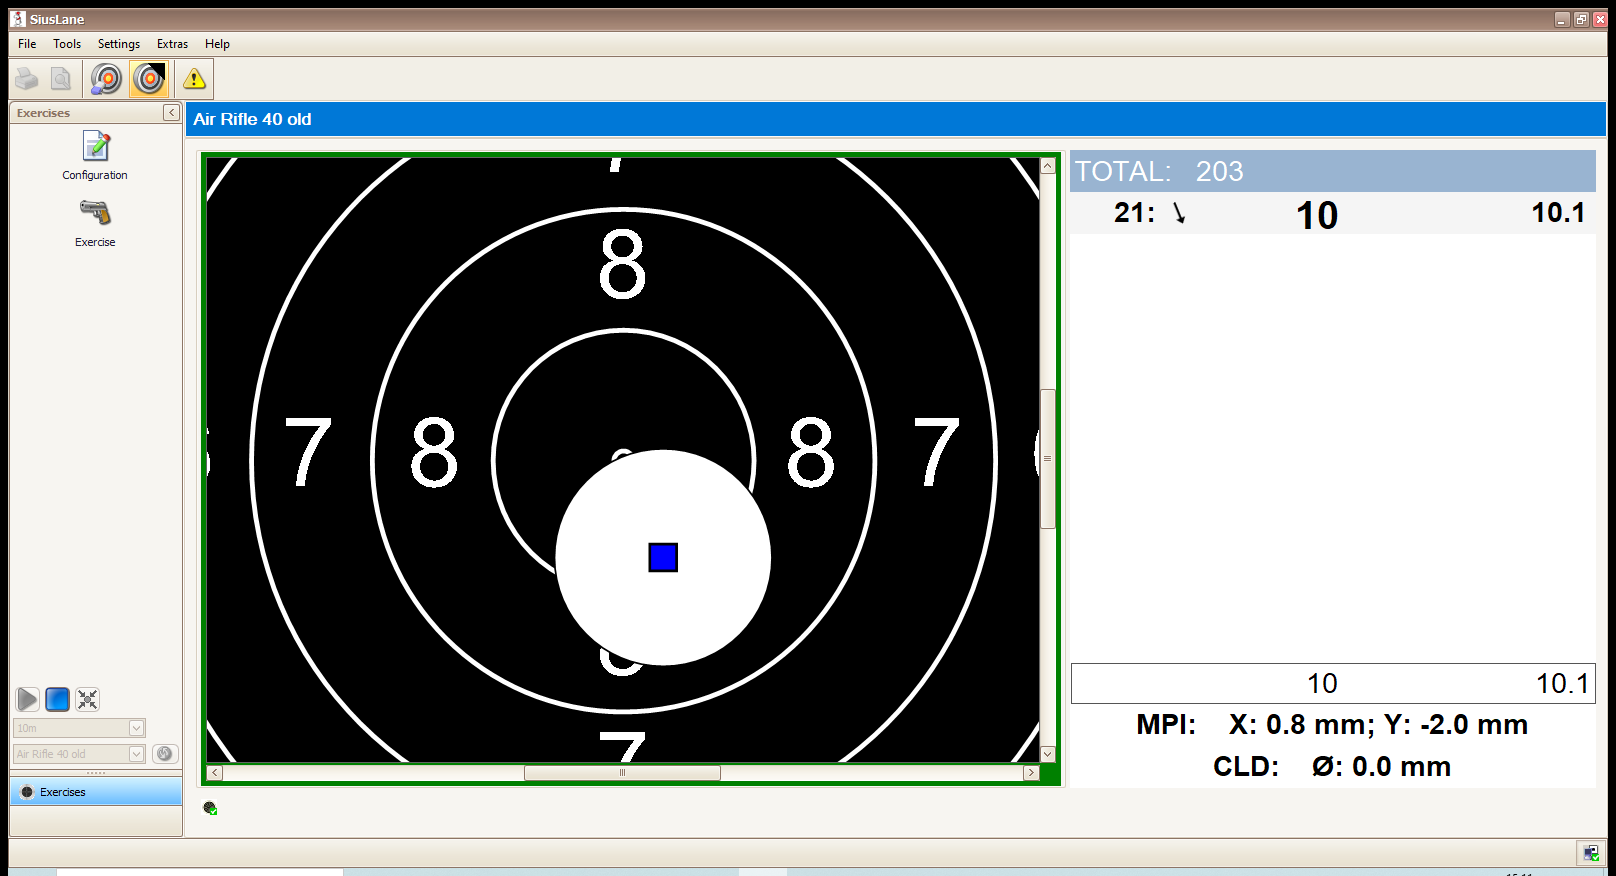 SiusLane
File Tools Settings Extras Help
Exercises
Configuration
Exercise
10m
Air Rifle 40 old
Exercises
Air Rifle 40 old
8
7 8 8 7
7
TOTAL: 203
21: 10 10.1
10 10.1
MPI: X: 0.8 mm; Y: -2.0 mm
CLD: Ø: 0.0 mm